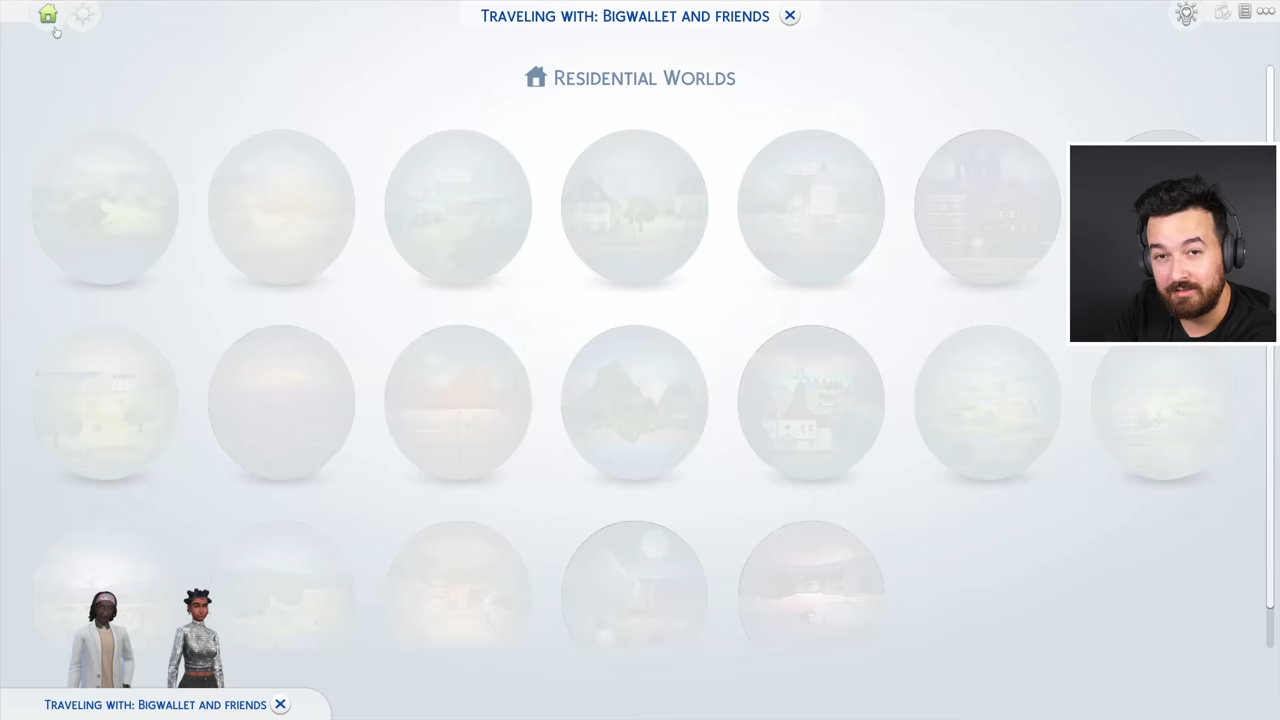 Traveling with: Bigwallet and friends
Residential Worlds
Traveling with: Bigwallet and friends